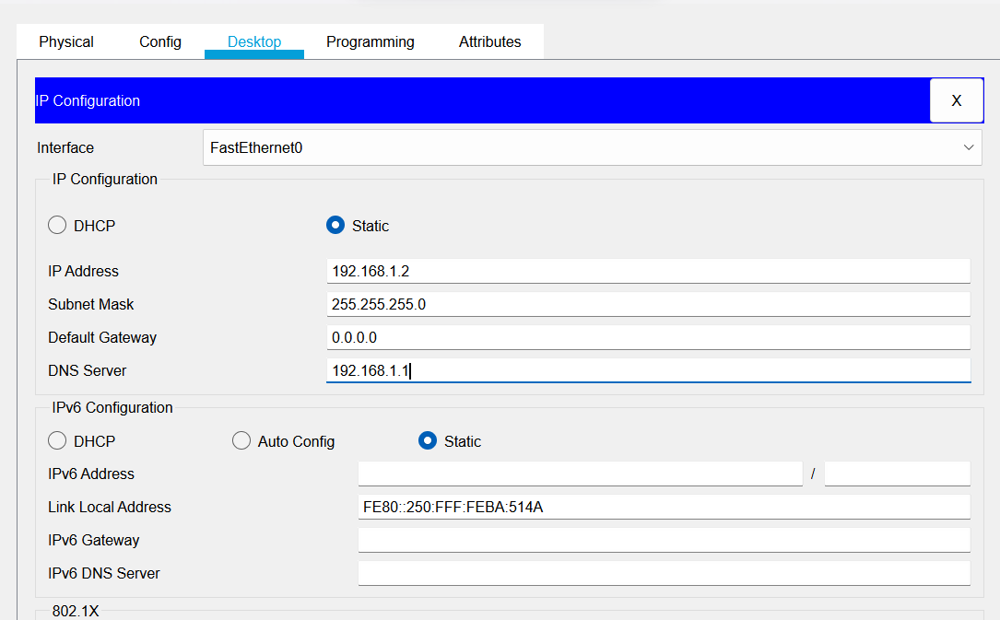 Physical Config Desktop Programming Attributes
IP Configuration X
Interface FastEthernet0
IP Configuration
DHCP Static
IP Address 192.168.1.2
Subnet Mask 255.255.255.0
Default Gateway 0.0.0.0
DNS Server 192.168.1.1
IPv6 Configuration
DHCP Auto Config Static
IPv6 Address /
Link Local Address FE80::250:FFF:FEBA:514A
IPv6 Gateway
IPv6 DNS Server
802.1X